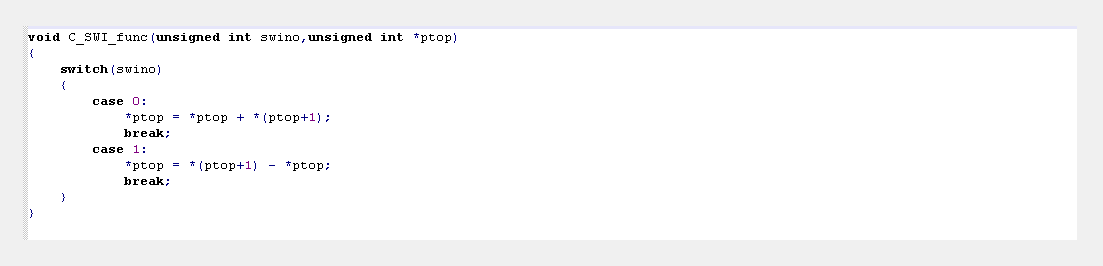 void C_SWI_func(unsigned int swino,unsigned int *ptop)
{
    switch(swino)
    {
        case 0:
            *ptop = *ptop + *(ptop+1);
            break;
        case 1:
            *ptop = *(ptop+1) - *ptop;
            break;
    }
}